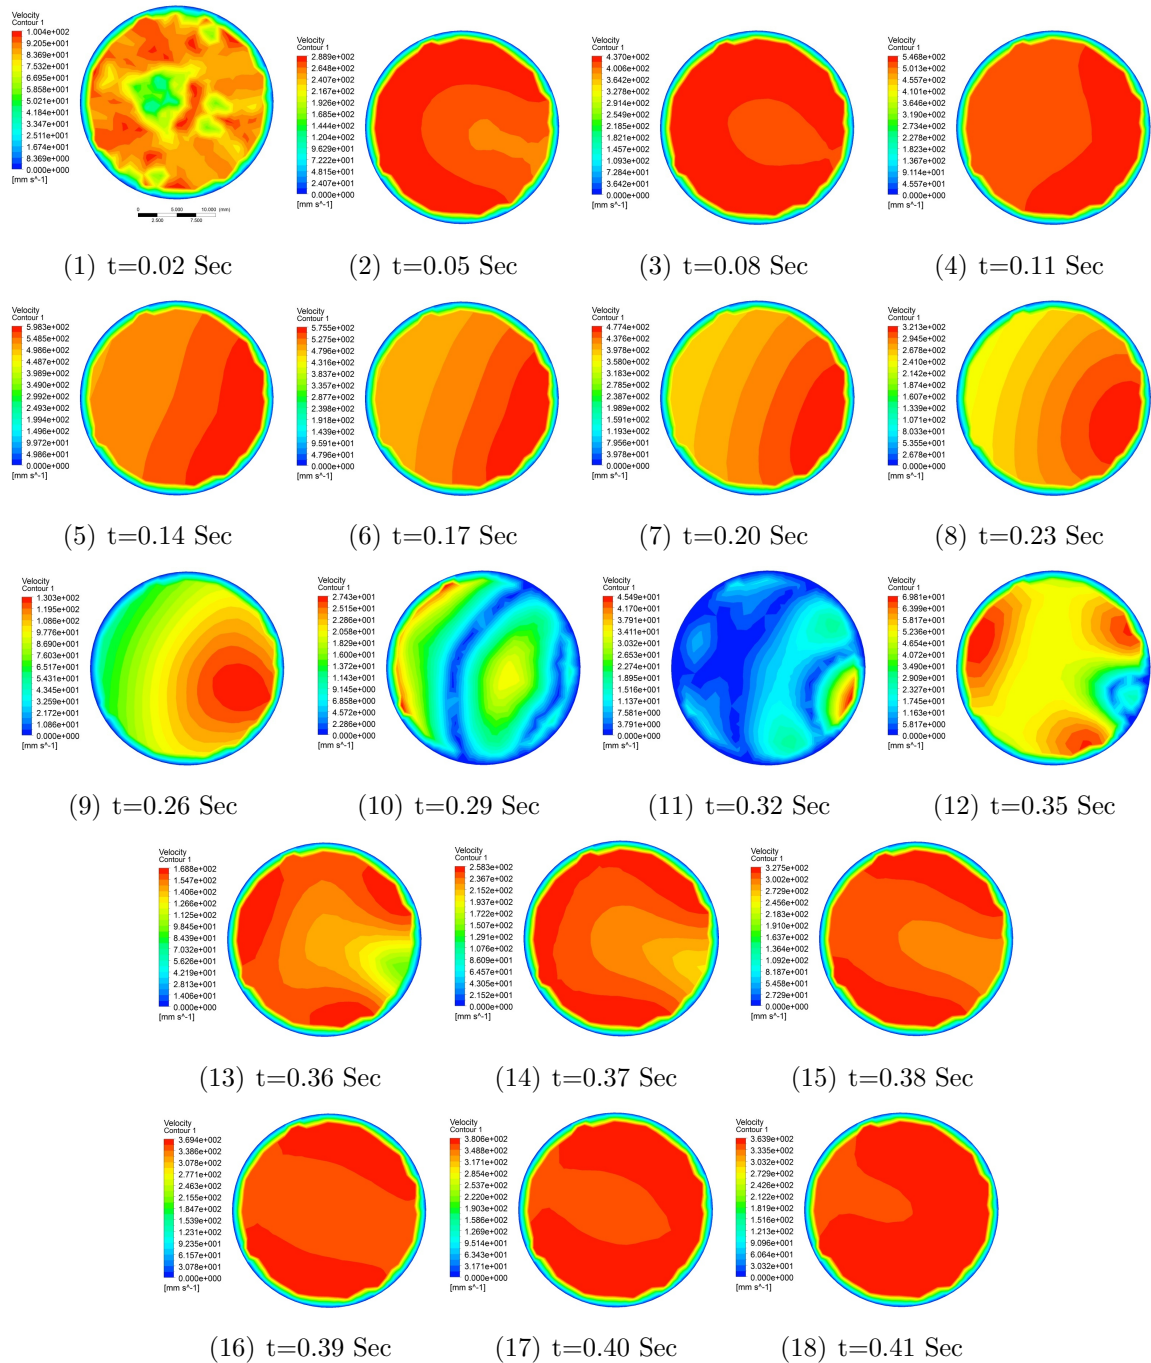 Velocity
Contour 1
1.004e+002
9.205e+001
8.369e+001
7.532e+001
6.695e+001
5.858e+001
5.021e+001
4.184e+001
3.347e+001
2.511e+001
1.674e+001
8.369e+000
0.000e+000
[mm s^-1]
0. 5.000 10.000 (mm)
2.500 7.500
(1) t=0.02 Sec
Velocity
Contour 1
2.889e+002
2.648e+002
2.407e+002
2.167e+002
1.926e+002
1.685e+002
1.444e+002
1.204e+002
9.629e+001
7.222e+001
4.815e+001
2.407e+001
0.000e+000
[mm s^-1]
(2) t=0.05 Sec
Velocity
Contour 1
4.370e+002
4.006e+002
3.642e+002
3.278e+002
2.914e+002
2.549e+002
2.185e+002
1.821e+002
1.457e+002
1.093e+002
7.284e+001
3.642e+001
0.000e+000
[mm s^-1]
(3) t=0.08 Sec
Velocity
Contour 1
5.468e+002
5.013e+002
4.557e+002
4.101e+002
3.646e+002
3.190e+002
2.734e+002
2.278e+002
1.823e+002
1.367e+002
9.114e+001
4.557e+001
0.000e+000
[mm s^-1]
(4) t=0.11 Sec
Velocity
Contour 1
5.983e+002
5.485e+002
4.986e+002
4.487e+002
3.989e+002
3.490e+002
2.992e+002
2.493e+002
1.994e+002
1.496e+002
9.972e+001
4.986e+001
0.000e+000
[mm s^-1]
(5) t=0.14 Sec
Velocity
Contour 1
5.755e+002
5.275e+002
4.796e+002
4.316e+002
3.837e+002
3.357e+002
2.877e+002
2.398e+002
1.918e+002
1.439e+002
9.591e+001
4.796e+001
0.000e+000
[mm s^-1]
(6) t=0.17 Sec
Velocity
Contour 1
4.774e+002
4.376e+002
3.978e+002
3.580e+002
3.183e+002
2.785e+002
2.387e+002
1.989e+002
1.591e+002
1.193e+002
7.956e+001
3.978e+001
0.000e+000
[mm s^-1]
(7) t=0.20 Sec
Velocity
Contour 1
3.213e+002
2.945e+002
2.678e+002
2.410e+002
2.142e+002
1.874e+002
1.607e+002
1.339e+002
1.071e+002
8.033e+001
5.355e+001
2.678e+001
0.000e+000
[mm s^-1]
(8) t=0.23 Sec
Velocity
Contour 1
1.303e+002
1.195e+002
1.086e+002
9.776e+001
8.690e+001
7.603e+001
6.517e+001
5.431e+001
4.345e+001
3.259e+001
2.172e+001
1.086e+001
0.000e+000
[mm s^-1]
(9) t=0.26 Sec
Velocity
Contour 1
2.743e+001
2.515e+001
2.286e+001
2.058e+001
1.829e+001
1.600e+001
1.372e+001
1.143e+001
9.145e+000
6.858e+000
4.572e+000
2.286e+000
0.000e+000
[mm s^-1]
(10) t=0.29 Sec
Velocity
Contour 1
4.549e+001
4.170e+001
3.791e+001
3.411e+001
3.032e+001
2.653e+001
2.274e+001
1.895e+001
1.516e+001
1.137e+001
7.581e+000
3.791e+000
0.000e+000
[mm s^-1]
(11) t=0.32 Sec
Velocity
Contour 1
6.981e+001
6.399e+001
5.817e+001
5.236e+001
4.654e+001
4.072e+001
3.490e+001
2.909e+001
2.327e+001
1.745e+001
1.163e+001
5.817e+000
0.000e+000
[mm s^-1]
(12) t=0.35 Sec
Velocity
Contour 1
1.688e+002
1.547e+002
1.406e+002
1.266e+002
1.125e+002
9.845e+001
8.439e+001
7.032e+001
5.626e+001
4.219e+001
2.813e+001
1.406e+001
0.000e+000
[mm s^-1]
(13) t=0.36 Sec
Velocity
Contour 1
2.583e+002
2.367e+002
2.152e+002
1.937e+002
1.722e+002
1.507e+002
1.291e+002
1.076e+002
8.609e+001
6.457e+001
4.305e+001
2.152e+001
0.000e+000
[mm s^-1]
(14) t=0.37 Sec
Velocity
Contour 1
3.275e+002
3.002e+002
2.729e+002
2.456e+002
2.183e+002
1.910e+002
1.637e+002
1.364e+002
1.092e+002
8.187e+001
5.458e+001
2.729e+001
0.000e+000
[mm s^-1]
(15) t=0.38 Sec
Velocity
Contour 1
3.694e+002
3.386e+002
3.078e+002
2.771e+002
2.463e+002
2.155e+002
1.847e+002
1.539e+002
1.231e+002
9.235e+001
6.157e+001
3.078e+001
0.000e+000
[mm s^-1]
(16) t=0.39 Sec
Velocity
Contour 1
3.806e+002
3.488e+002
3.171e+002
2.854e+002
2.537e+002
2.220e+002
1.903e+002
1.586e+002
1.269e+002
9.514e+001
6.343e+001
3.171e+001
0.000e+000
[mm s^-1]
(17) t=0.40 Sec
Velocity
Contour 1
3.639e+002
3.335e+002
3.032e+002
2.729e+002
2.426e+002
2.122e+002
1.819e+002
1.516e+002
1.213e+002
9.096e+001
6.064e+001
3.032e+001
0.000e+000
[mm s^-1]
(18) t=0.41 Sec